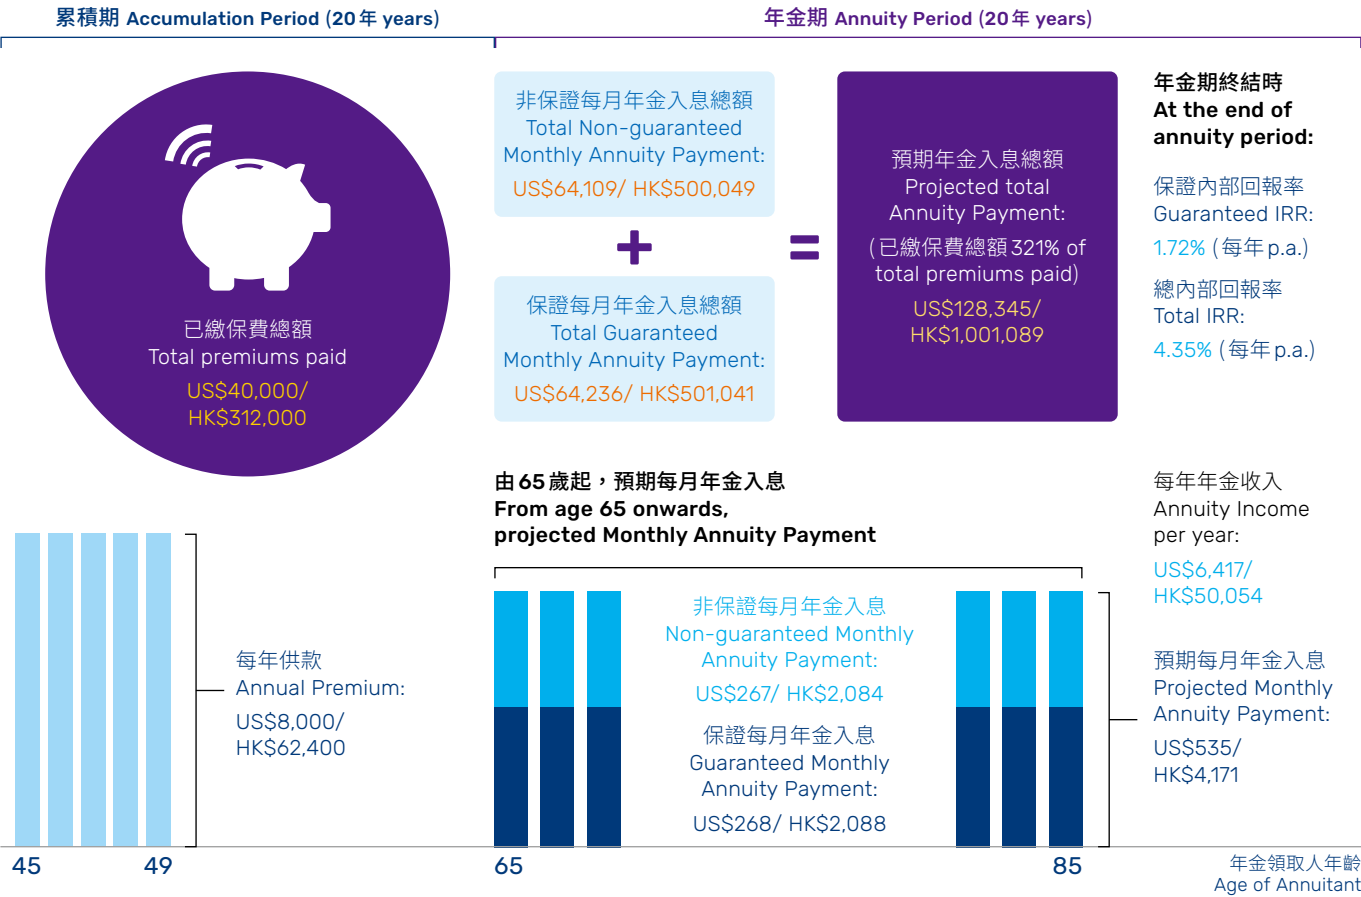 累積期 Accumulation Period (20年 years)
年金期 Annuity Period (20年 years)
已繳保費總額
Total premiums paid
US$40,000/
HK$312,000
非保證每月年金入息總額
Total Non-guaranteed
Monthly Annuity Payment:
US$64,109/ HK$500,049
+
保證每月年金入息總額
Total Guaranteed
Monthly Annuity Payment:
US$64,236/ HK$501,041
=
預期年金入息總額
Projected total
Annuity Payment:
(已繳保費總額321% of
total premiums paid)
US$128,345/
HK$1,001,089
年金期終結時
At the end of
annuity period:
保證內部回報率
Guaranteed IRR:
1.72% (每年p.a.)
總內部回報率
Total IRR:
4.35% (每年p.a.)
每年供款
Annual Premium:
US$8,000/
HK$62,400
由65歲起，預期每月年金入息
From age 65 onwards,
projected Monthly Annuity Payment
非保證每月年金入息
Non-guaranteed Monthly
Annuity Payment:
US$267/ HK$2,084
保證每月年金入息
Guaranteed Monthly
Annuity Payment:
US$268/ HK$2,088
每年年金收入
Annuity Income
per year:
US$6,417/
HK$50,054
預期每月年金入息
Projected Monthly
Annuity Payment:
US$535/
HK$4,171
45 49 65 85
年金領取人年齡
Age of Annuitant